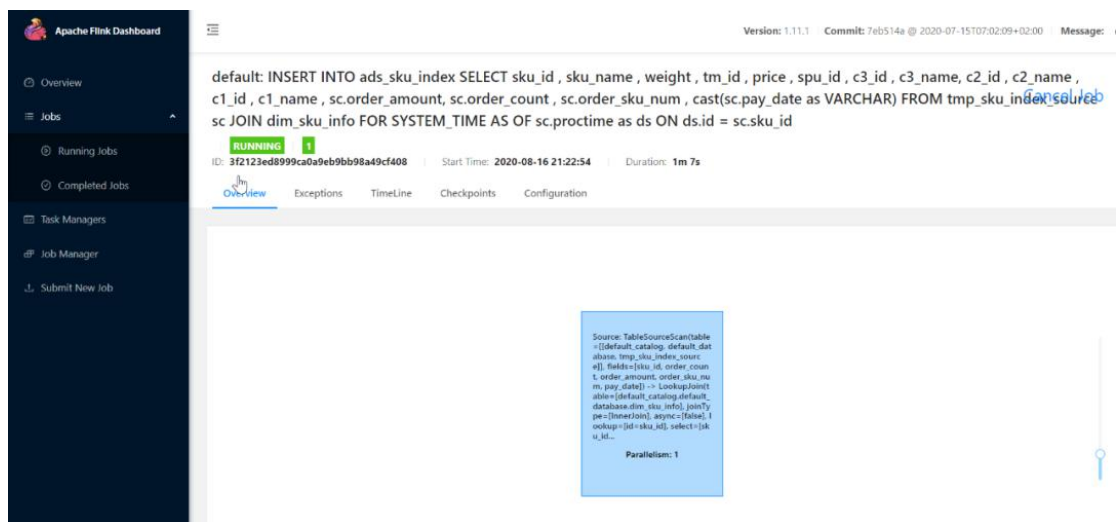 Apache Flink Dashboard
Version: 1.11.1 Commit: 7eb514a @ 2020-07-15T07:02:09+02:00 Message:
Overview
Jobs
Running Jobs
Completed Jobs
Task Managers
Job Manager
Submit New Job
default: INSERT INTO ads_sku_index SELECT sku_id , sku_name , weight , tm_id , price , spu_id , c3_id , c3_name, c2_id , c2_name ,
c1_id , c1_name , sc.order_amount, sc.order_count , sc.order_sku_num , cast(sc.pay_date as VARCHAR) FROM tmp_sku_index_source
Cancel Job
sc JOIN dim_sku_info FOR SYSTEM_TIME AS OF sc.proctime as ds ON ds.id = sc.sku_id
RUNNING 1
ID: 3f2123ed8999ca0a9eb9bb98a49cf408 Start Time: 2020-08-16 21:22:54 Duration: 1m 7s
Overview Exceptions TimeLine Checkpoints Configuration
Source: TableSourceScan(table
=[[default_catalog, default_dat
abase, tmp_sku_index_sourc
e]], fields=[sku_id, order_coun
t, order_amount, order_sku_nu
m, pay_date]) -> LookupJoin(t
able=[default_catalog.default_
database.dim_sku_info], joinTy
pe=[InnerJoin], async=[false], l
ookup=[id=sku_id], select=[sk
u_id...
Parallelism: 1